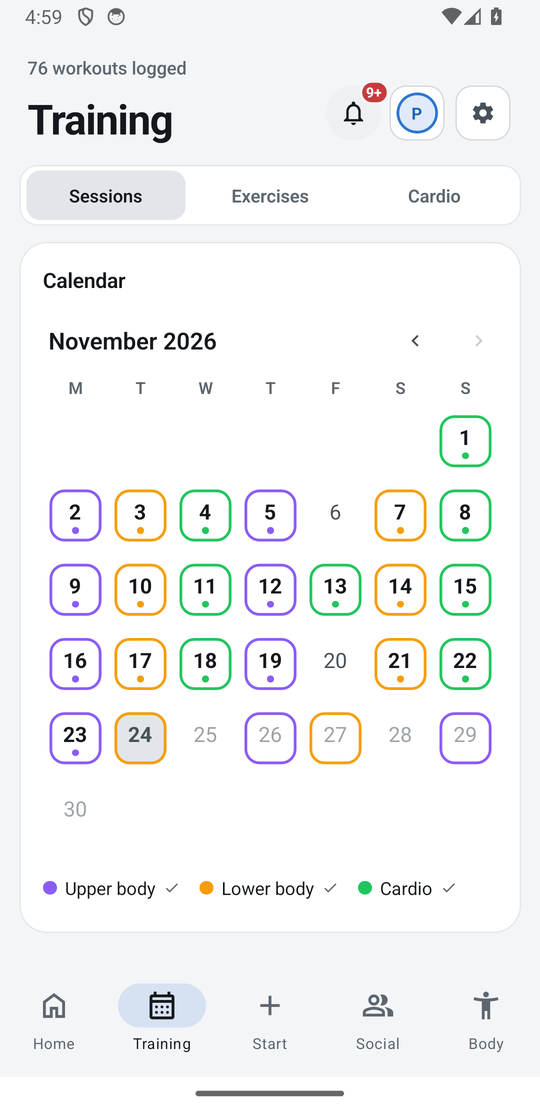 4:59
76 workouts logged
Training
9+
P
Sessions Exercises Cardio
Calendar
November 2026
M T W T F S S
1
2 3 4 5 6 7 8
9 10 11 12 13 14 15
16 17 18 19 20 21 22
23 24 25 26 27 28 29
30
Upper body Lower body Cardio
Home Training Start Social Body